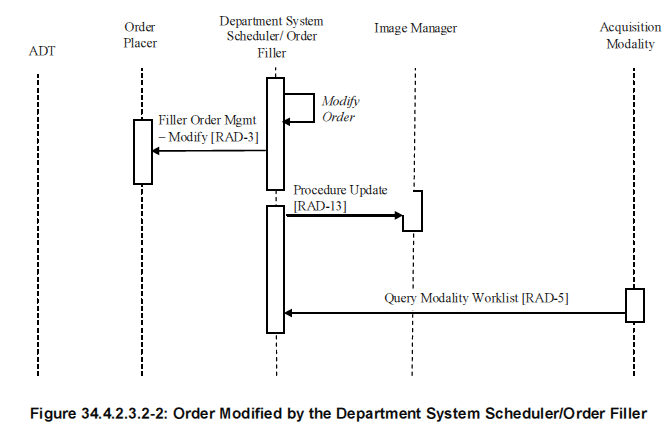 ADT
Order
Placer
Department System
Scheduler/ Order
Filler
Image Manager
Acquisition
Modality
Modify
Order
Filler Order Mgmt
– Modify [RAD-3]
Procedure Update
[RAD-13]
Query Modality Worklist [RAD-5]
Figure 34.4.2.3.2-2: Order Modified by the Department System Scheduler/Order Filler